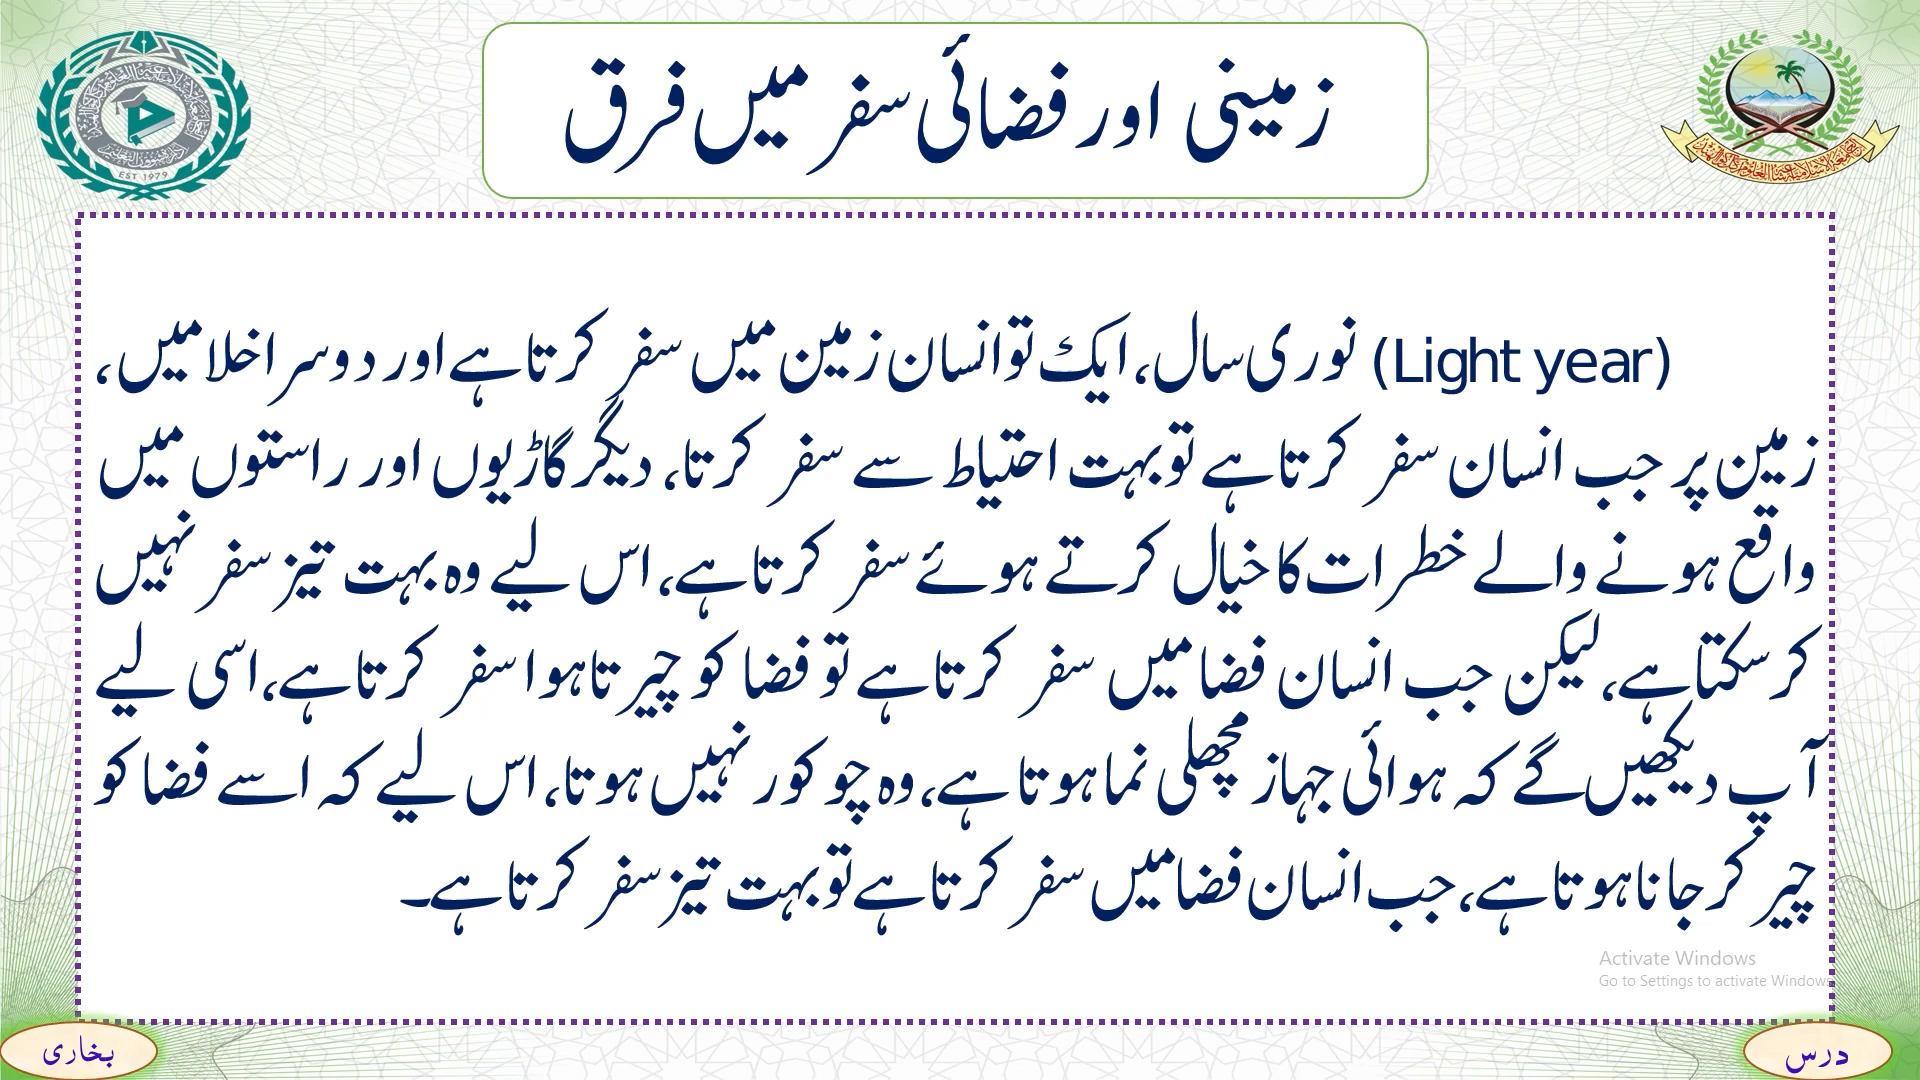 زمینی اور فضائی سفر میں فرق
EST 1979
(Light year) نوری سال، ایک تو انسان زمین میں سفر کرتا ہے اور دوسرا خلا میں،
زمین پر جب انسان سفر کرتا ہے تو بہت احتیاط سے سفر کرتا، دیگر گاڑیوں اور راستوں میں
واقع ہونے والے خطرات کا خیال کرتے ہوئے سفر کرتا ہے، اس لیے وہ بہت تیز سفر نہیں
کر سکتا ہے، لیکن جب انسان فضا میں سفر کرتا ہے تو فضا کو چیرتا ہوا سفر کرتا ہے، اسی لیے
آپ دیکھیں گے کہ ہوائی جہاز مچھلی نما ہوتا ہے، وہ چوکور نہیں ہوتا، اس لیے کہ اسے فضا کو
چیر کر جانا ہوتا ہے، جب انسان فضا میں سفر کرتا ہے تو بہت تیز سفر کرتا ہے۔
Activate Windows
Go to Settings to activate Windows
درس
بخاری